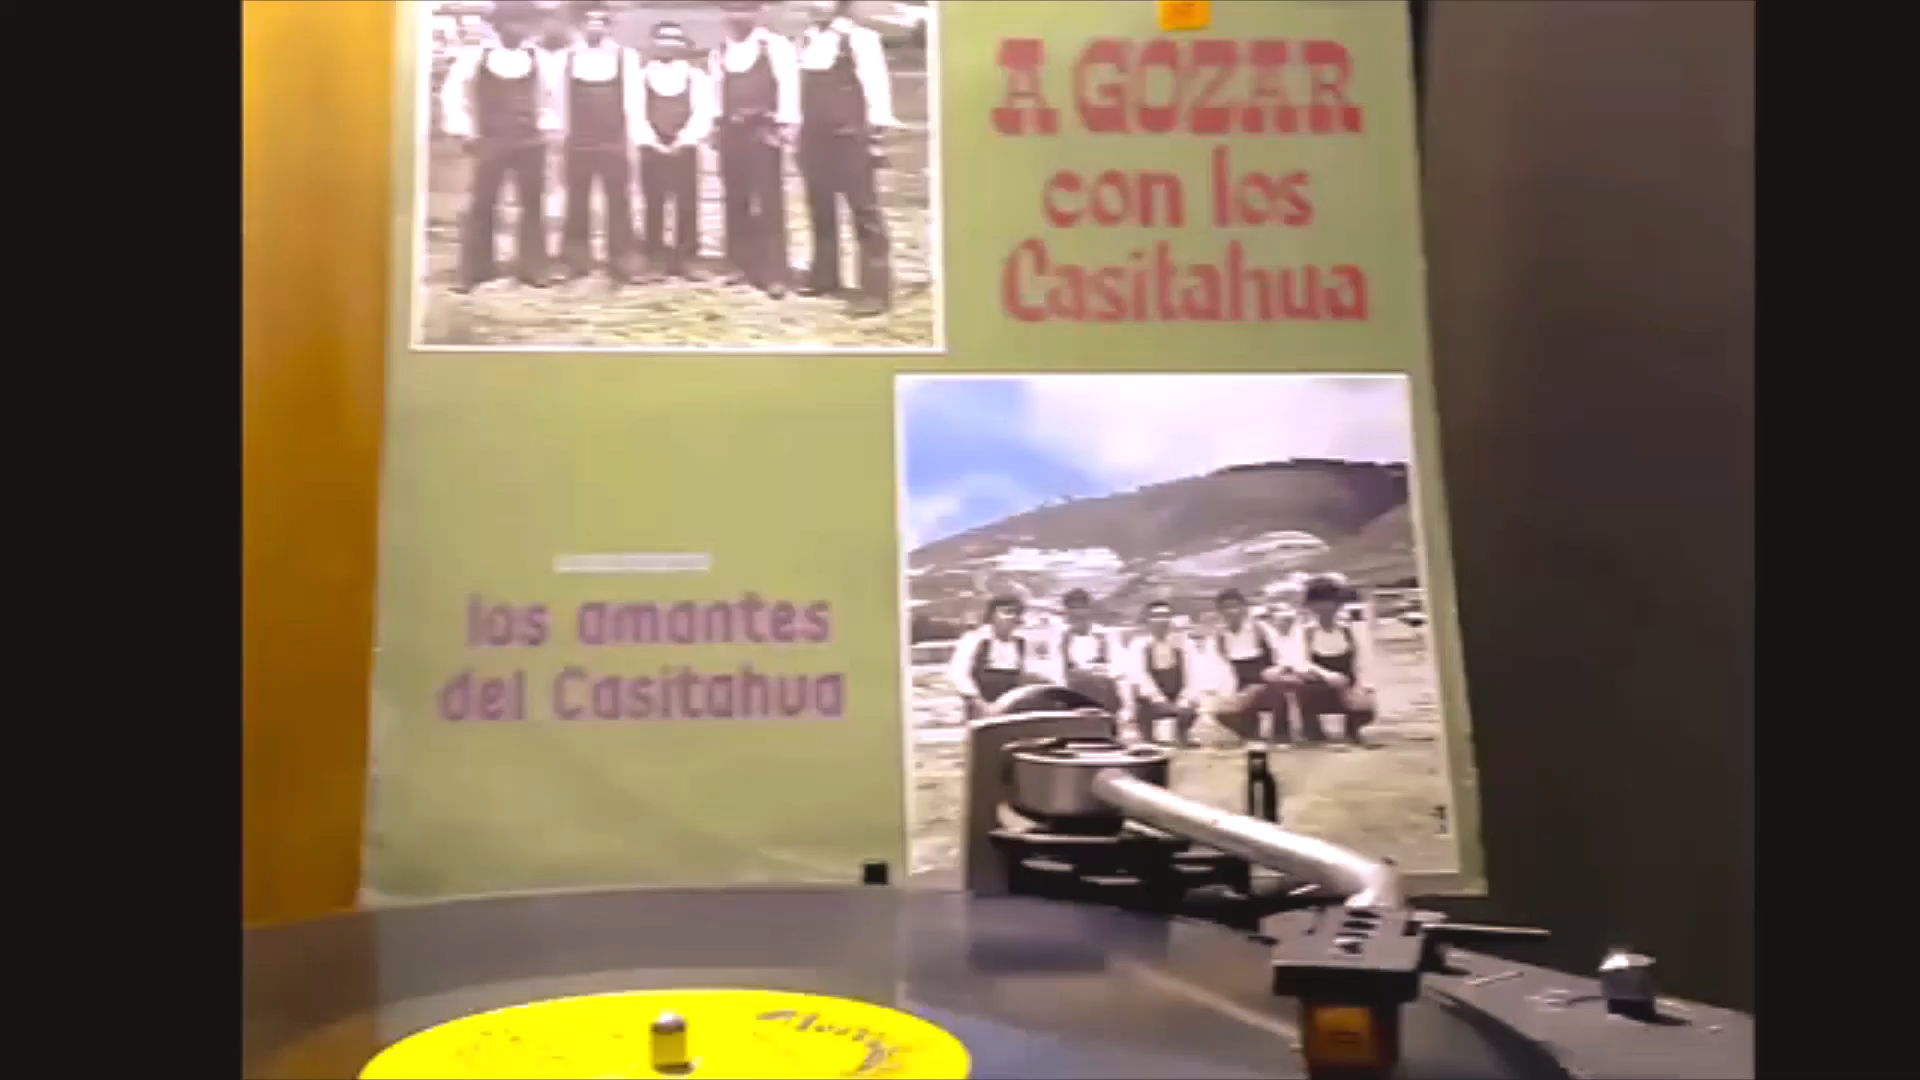 A GOZAR
con los
Casitahua
los amantes
del Casitahua